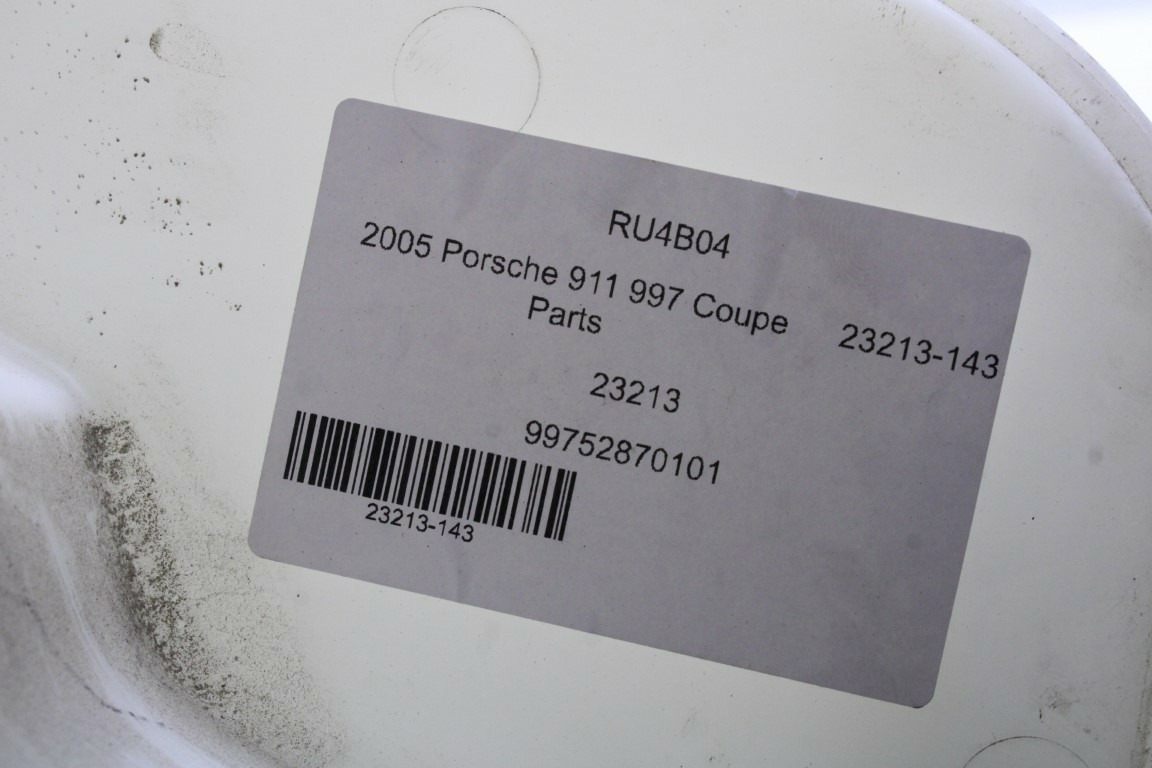 RU4B04
2005 Porsche 911 997 Coupe 23213-143
Parts
23213
99752870101
23213-143